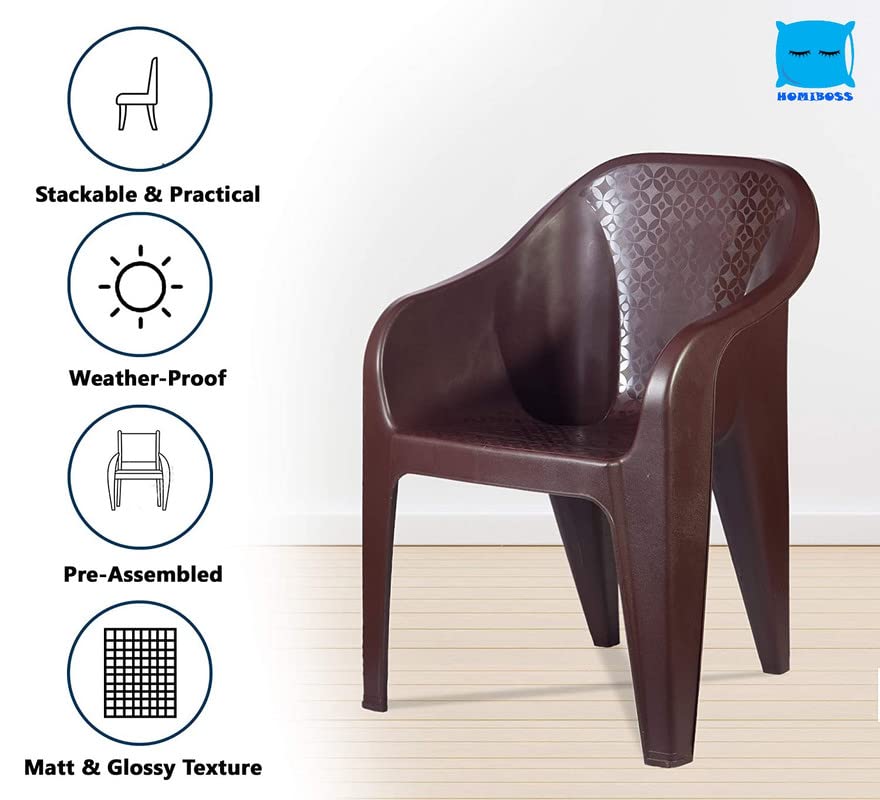 HOMIBOSS
Stackable & Practical
Weather-Proof
Pre-Assembled
Matt & Glossy Texture